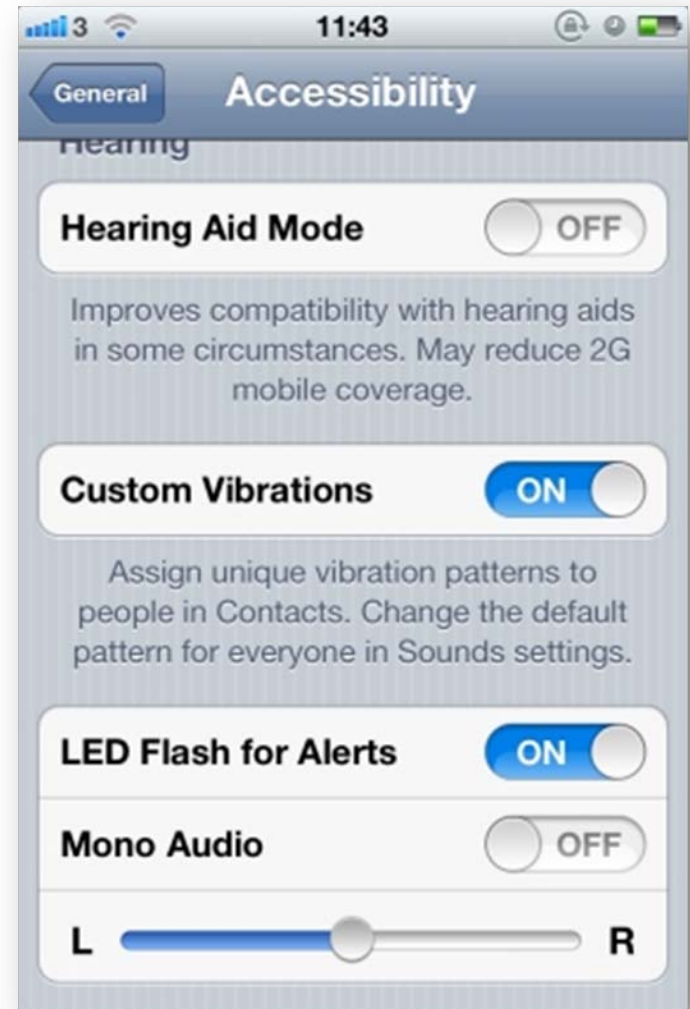 3 11:43
General Accessibility
Hearing
Hearing Aid Mode OFF
Improves compatibility with hearing aids
in some circumstances. May reduce 2G
mobile coverage.
Custom Vibrations ON
Assign unique vibration patterns to
people in Contacts. Change the default
pattern for everyone in Sounds settings.
LED Flash for Alerts ON
Mono Audio OFF
L R